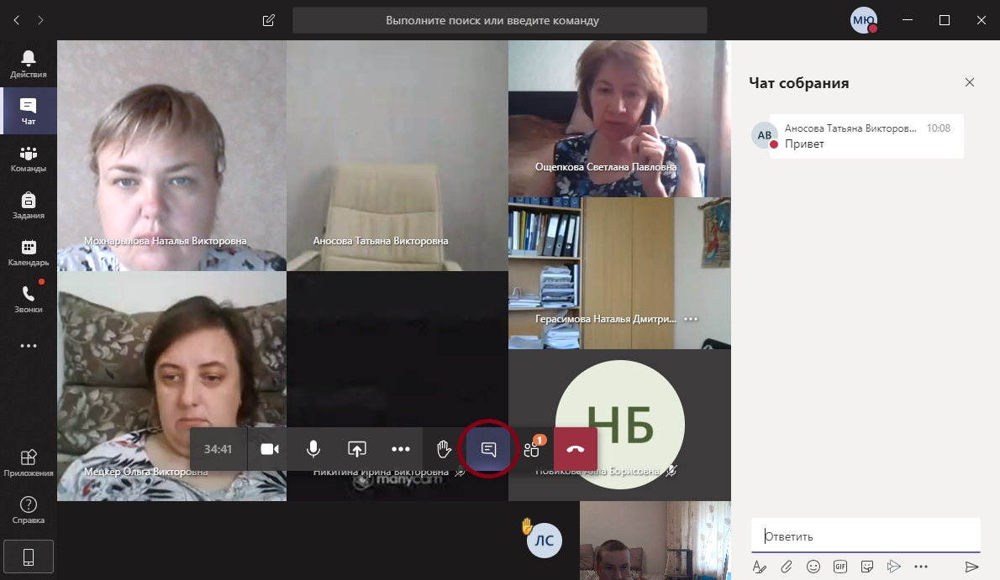 Выполните поиск или введите команду
МЮ
Действия
Чат
Команды
Задания
Календарь
Звонки
Приложения
Справка
Мохнарылова Наталья Викторовна
Аносова Татьяна Викторовна
Ощепкова Светлана Павловна
Герасимова Наталья Дмитри...
НБ
34:41
1
Мецкер Ольга Викторовна
Никитина Ирина Викторовна
Новикова Алла Борисовна
manycam
ЛС
Чат собрания
АВ
Аносова Татьяна Викторов... 10:08
Привет
Ответить
GIF